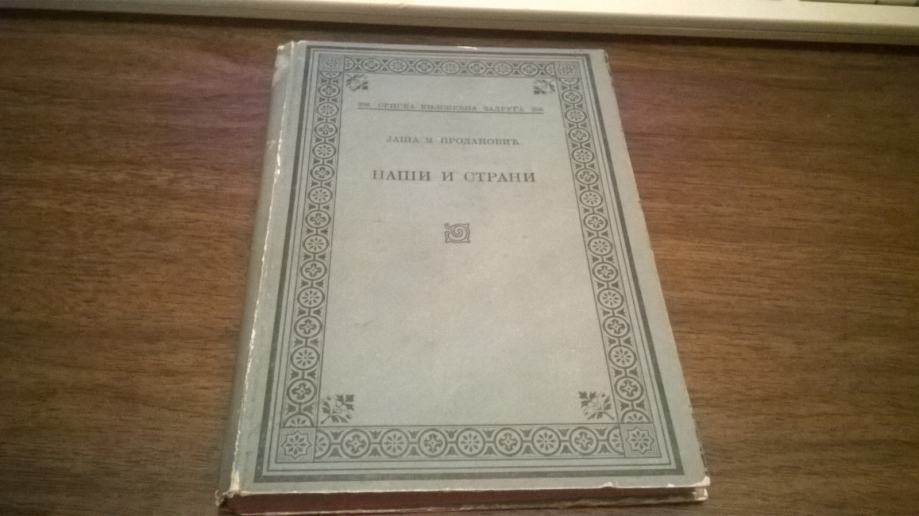 СРПСКА КЊИЖЕВНА ЗАДРУГА
ЈАША М ПРОДАНОВИЋ
НАШИ И СТРАНИ